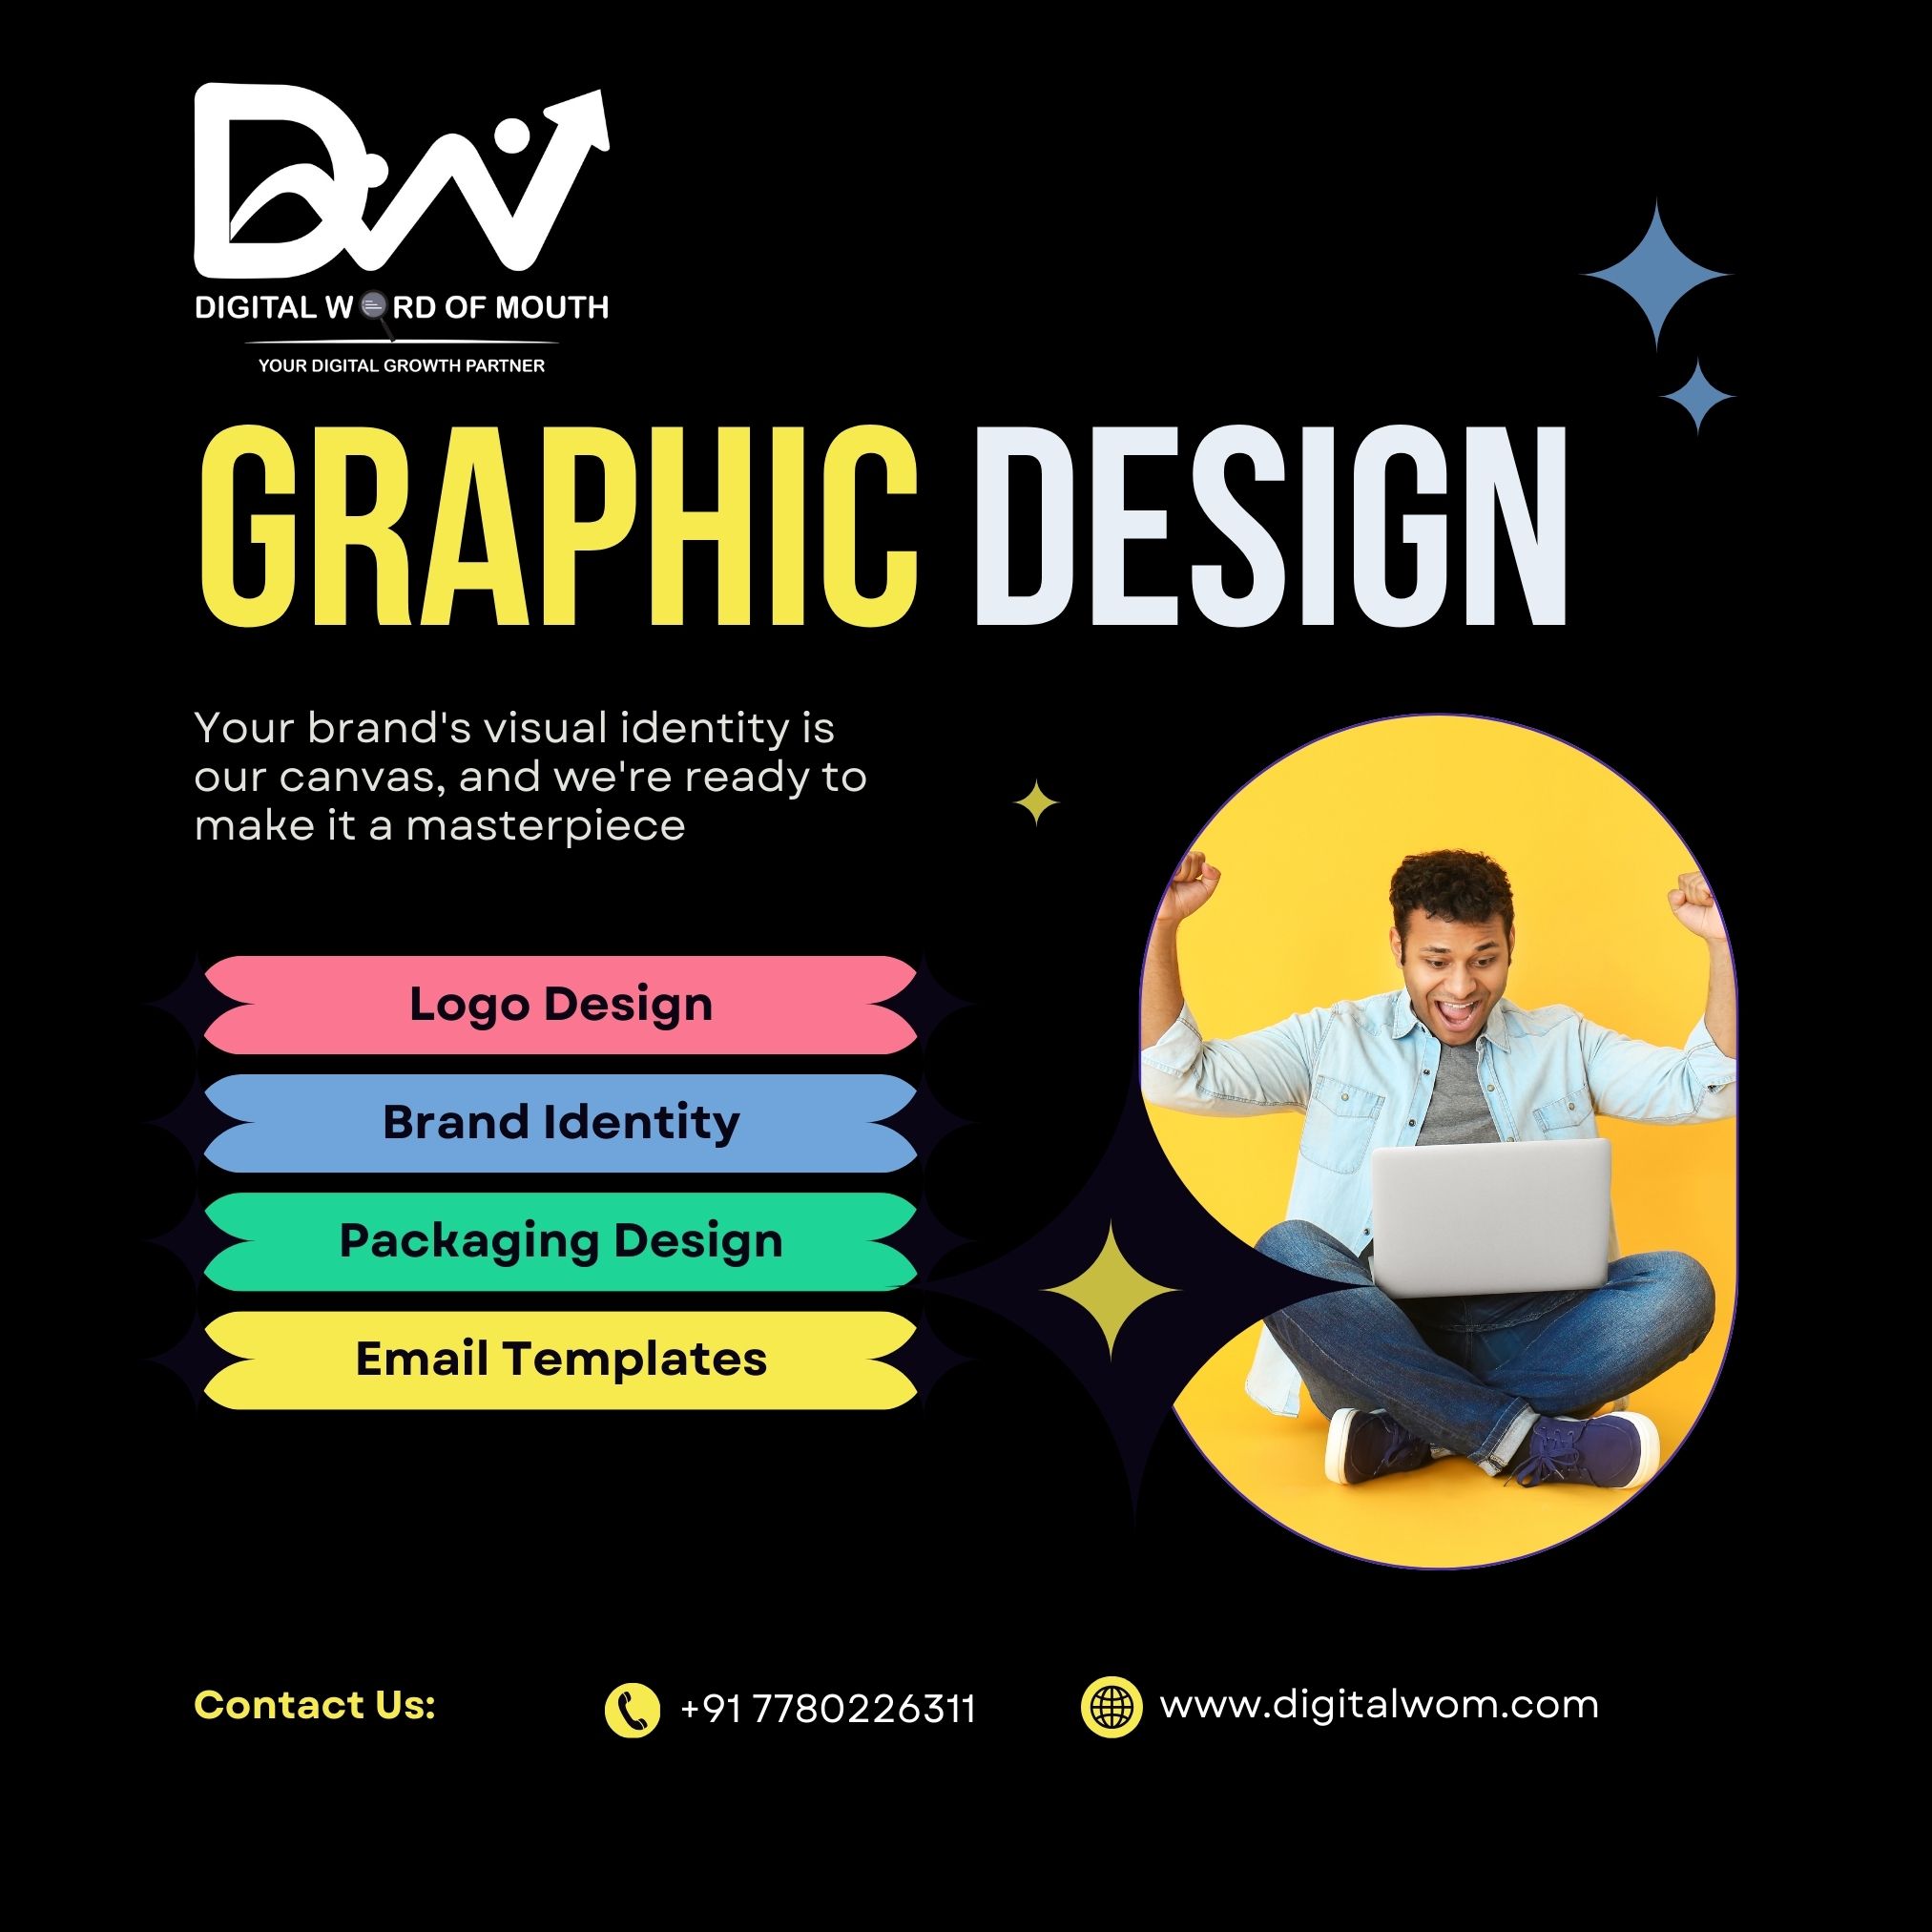 DW
DIGITAL WORD OF MOUTH
YOUR DIGITAL GROWTH PARTNER
GRAPHIC DESIGN
Your brand's visual identity is
our canvas, and we're ready to
make it a masterpiece
Logo Design
Brand Identity
Packaging Design
Email Templates
Contact Us:
+91 7780226311
www.digitalwom.com